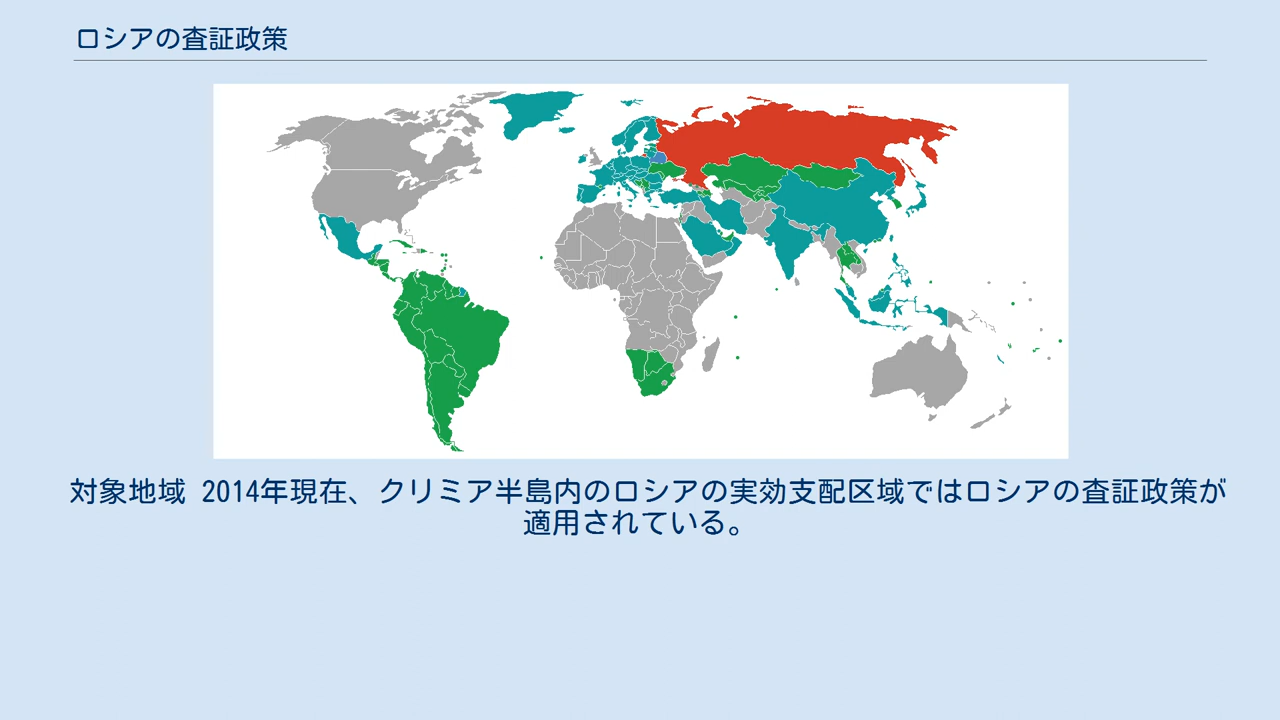 ロシアの査証政策
対象地域 2014年現在、クリミア半島内のロシアの実効支配区域ではロシアの査証政策が
適用されている。